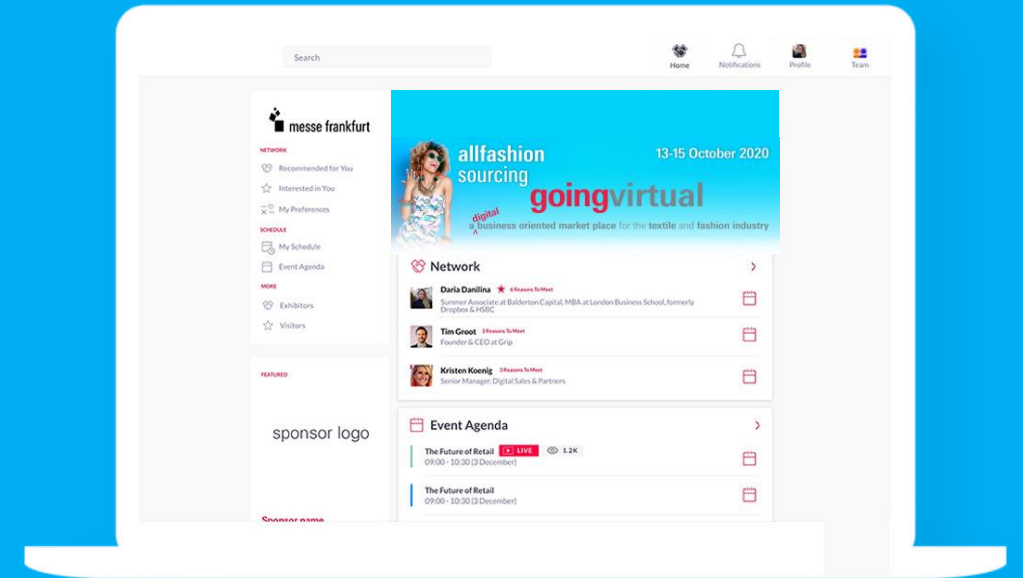 Search
Home
Notifications
Profile
Team
messe frankfurt
NETWORK
Recommended for You
Interested in You
My Preferences
SCHEDULE
My Schedule
Event Agenda
MORE
Exhibitors
Visitors
FEATURED
sponsor logo
Sponsor name
allfashion
sourcing
13-15 October 2020
goingvirtual
digital
a ^ business oriented market place for the textile and fashion industry
Network
Daria Danilina 6 Reasons To Meet
Summer Associate at Balderton Capital, MBA at London Business School, formerly
Dropbox & HSBC
Tim Groot 3 Reasons To Meet
Founder & CEO at Grip
Kristen Koenig 3 Reasons To Meet
Senior Manager, Digital Sales & Partners
Event Agenda
The Future of Retail LIVE 1.2K
09:00 - 10:30 (3 December)
The Future of Retail
09:00 - 10:30 (3 December)